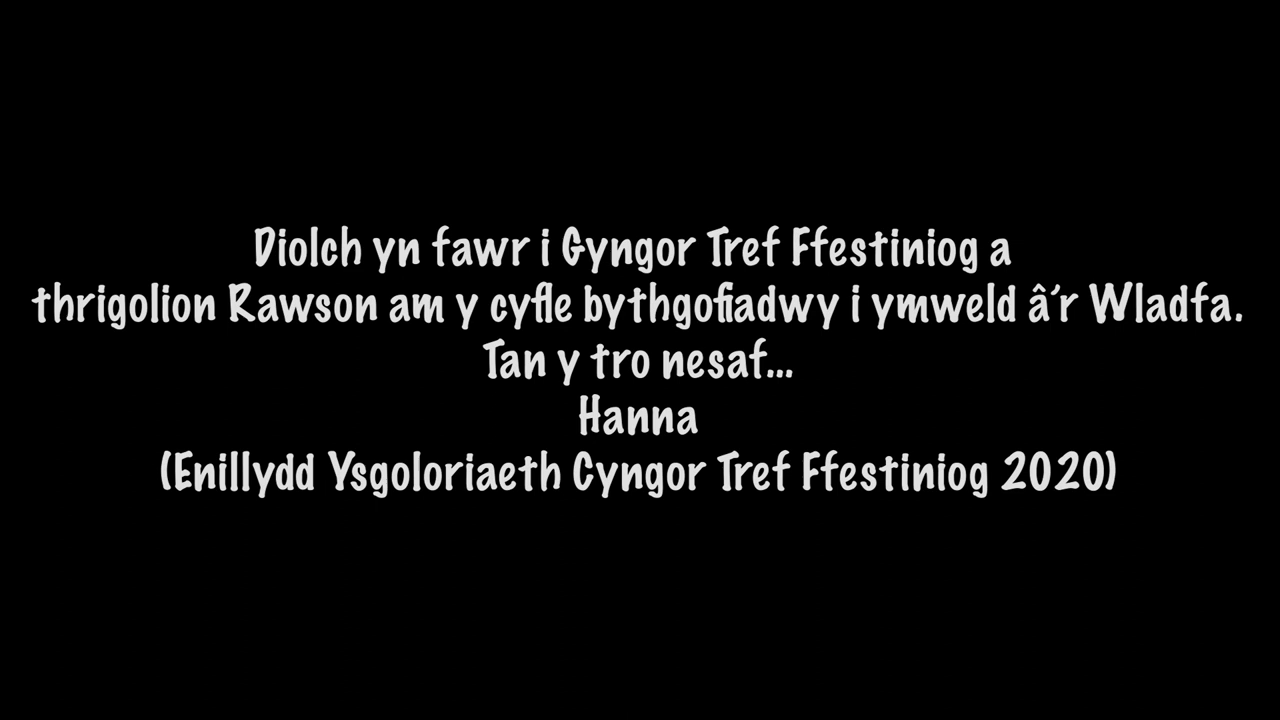 Diolch yn fawr i Gyngor Tref Ffestiniog a
thrigolion Rawson am y cyfle bythgofiadwy i ymweld â’r Wladfa.
Tan y tro nesaf...
Hanna
(Enillydd Ysgoloriaeth Cyngor Tref Ffestiniog 2020)